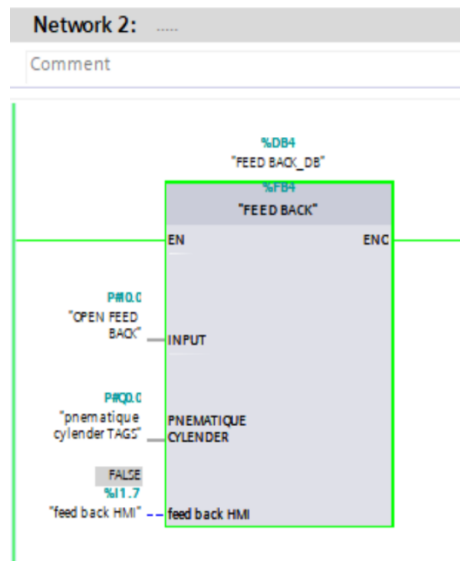 Network 2: .....
Comment
%DB4
"FEED BACK_DB"
%FB4
"FEED BACK"
EN ENC
P#I0.0
"OPEN FEED
BACK"
INPUT
P#Q0.0
"pnematique
cylender TAGS"
PNEMATIQUE
CYLENDER
FALSE
%I1.7
"feed back HMI"
feed back HMI